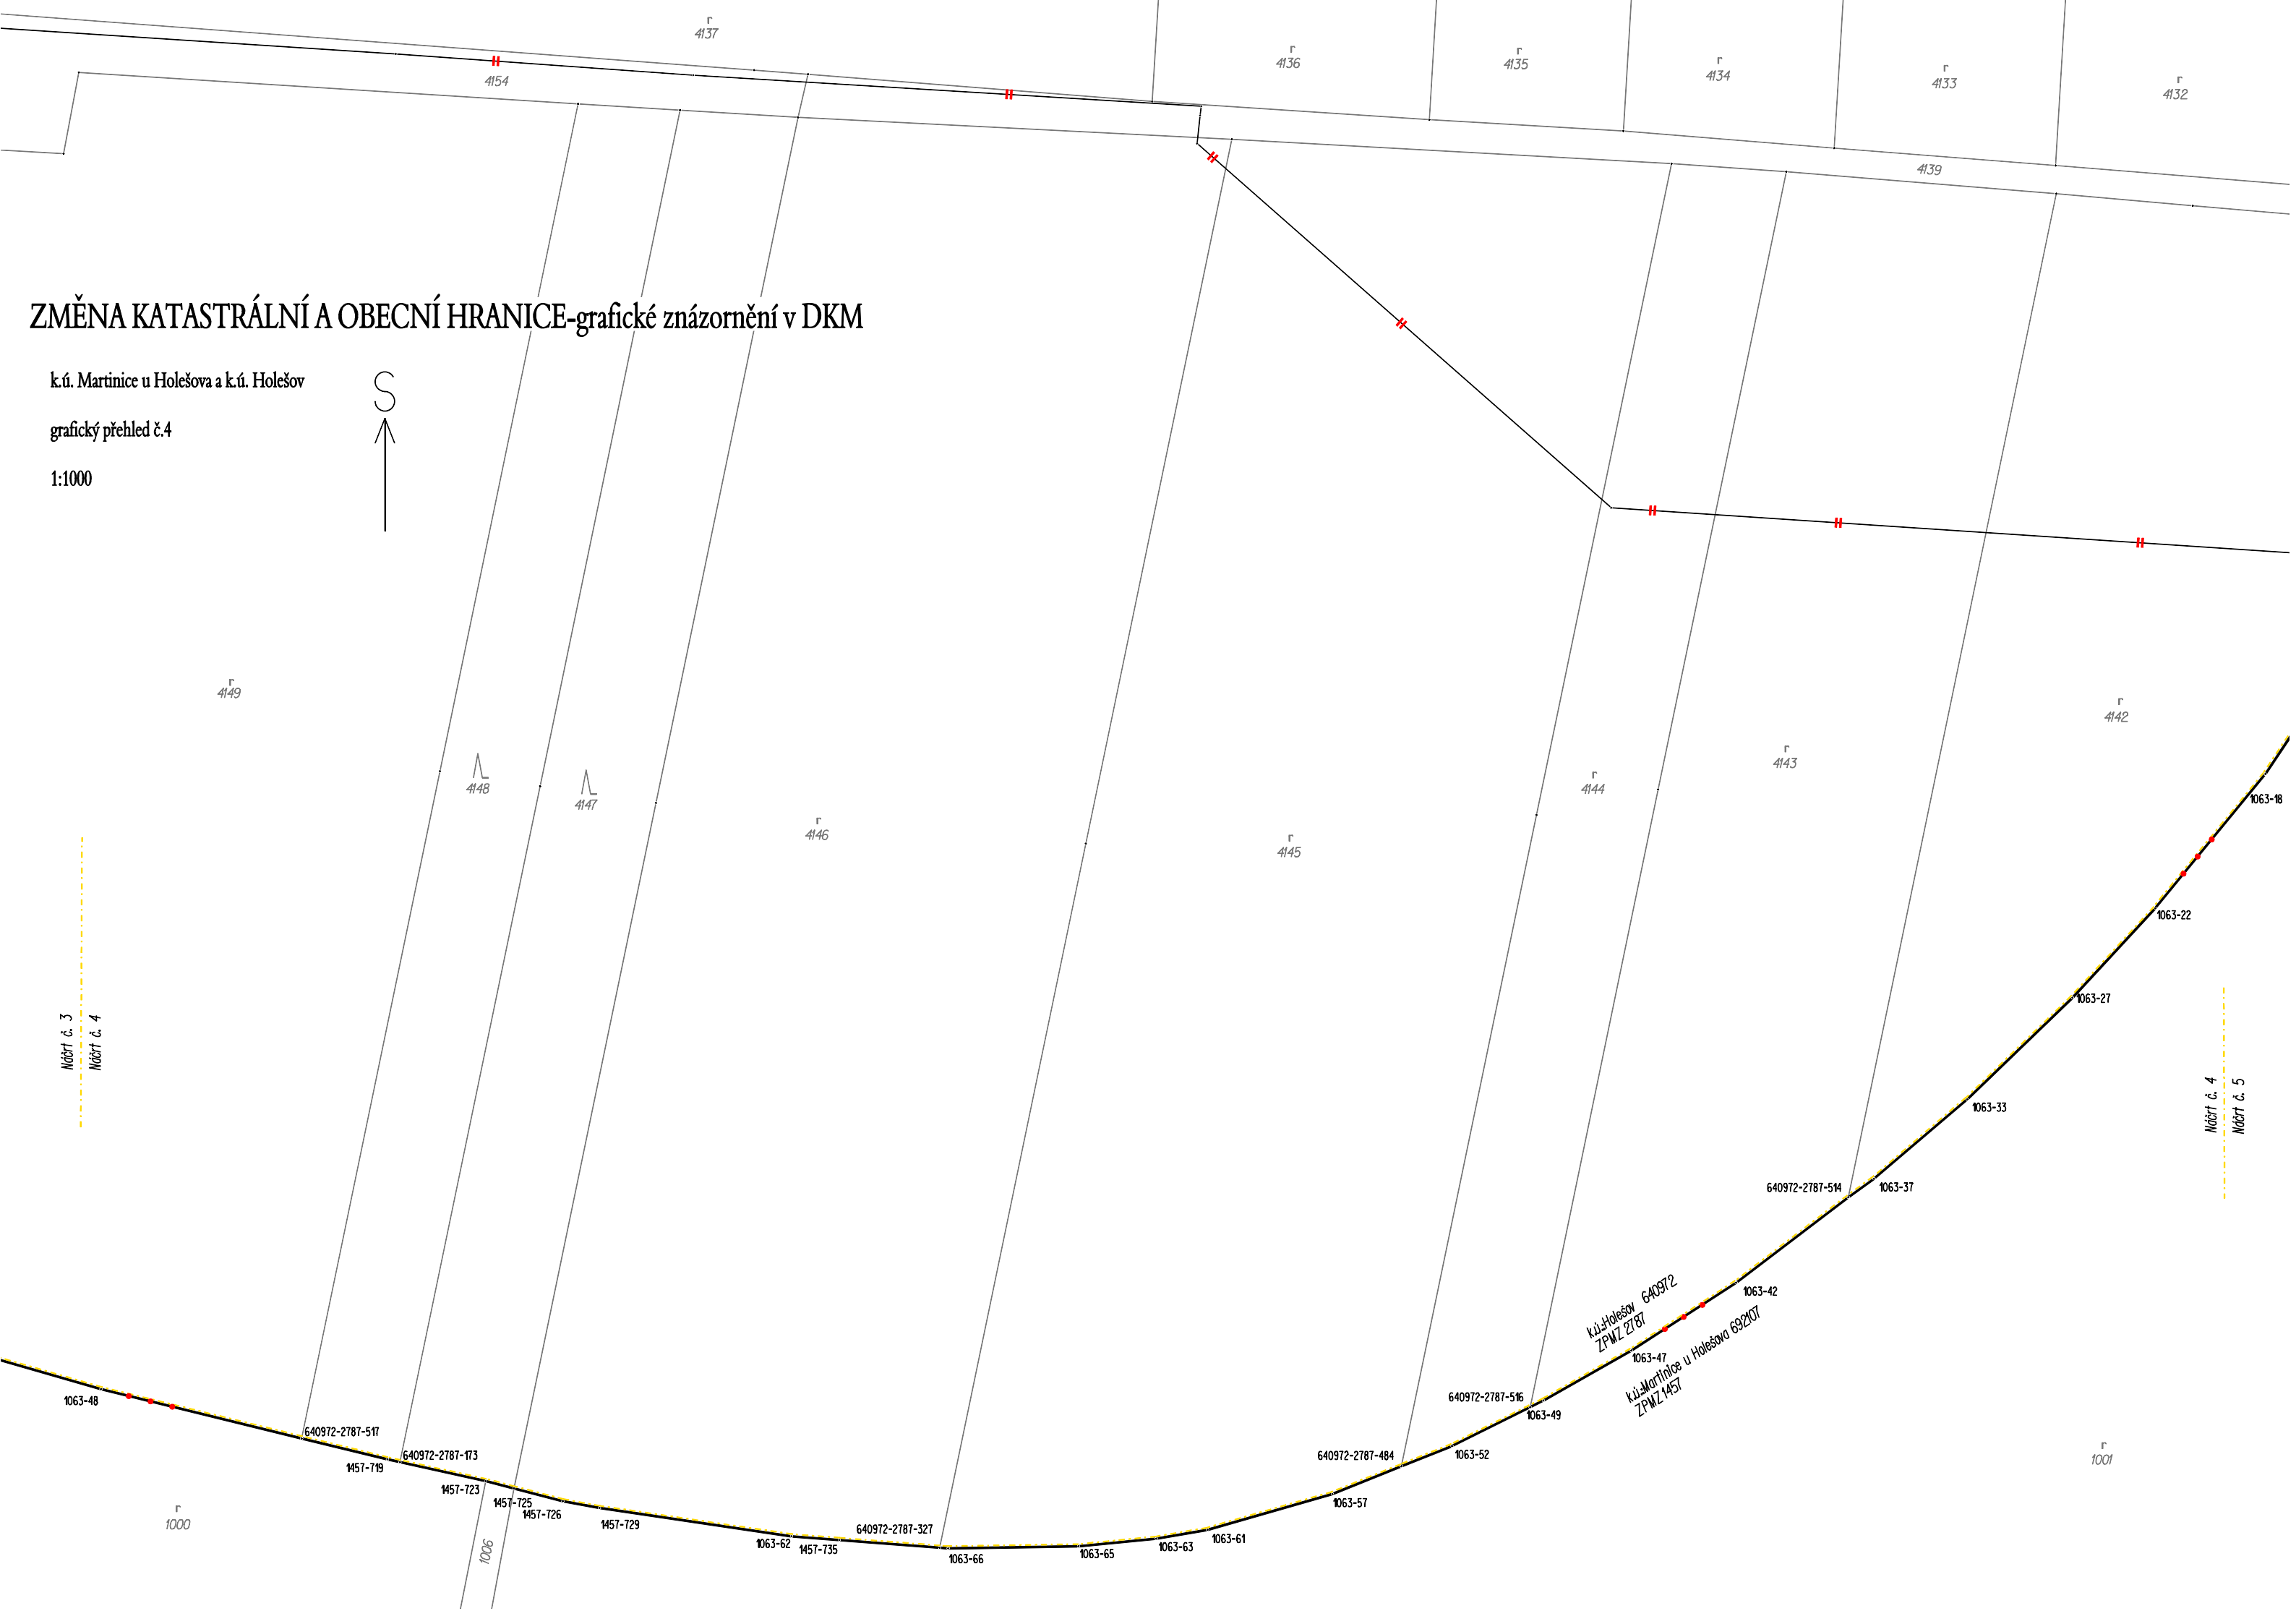 r
4137
r
4136
r
4135
r
4134
r
4133
r
4132
4154
4139
ZMĚNA KATASTRÁLNÍ A OBECNÍ HRANICE-grafické znázornění v DKM
k.ú. Martinice u Holešova a k.ú. Holešov
S
grafický přehled č.4
1:1000
r
4149
4148
4147
r
4146
r
4145
r
4144
r
4143
r
4142
1063-18
1063-22
1063-27
1063-33
1063-37
640972-2787-514
Náčrt č. 3
Náčrt č. 4
Náčrt č. 4
Náčrt č. 5
1063-42
k.ú.:Holešov 640972
ZPMZ 2787
1063-47
k.ú.:Martinice u Holešova 692107
ZPMZ 1457
640972-2787-516
1063-49
1063-48
640972-2787-517
640972-2787-173
1457-719
640972-2787-484
1063-52
r
1001
1457-723
1457-725
1457-726
1457-729
1063-57
r
1000
640972-2787-327
1063-62
1457-735
1063-66
1063-65
1063-63
1063-61
1006